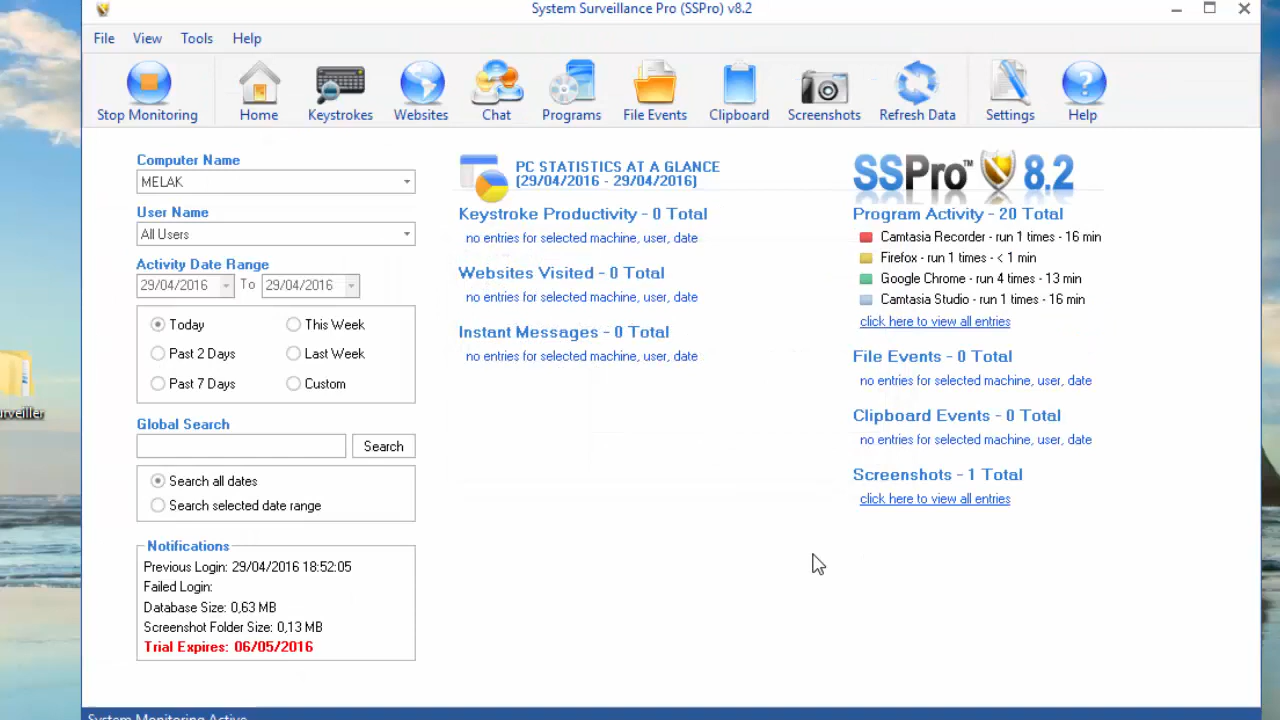 System Surveillance Pro (SSPro) v8.2
File View Tools Help
Stop Monitoring Home Keystrokes Websites Chat Programs File Events Clipboard Screenshots Refresh Data Settings Help
Computer Name
MELAK
User Name
All Users
Activity Date Range
29/04/2016 To 29/04/2016
Today This Week
Past 2 Days Last Week
Past 7 Days Custom
Global Search
Search
Search all dates
Search selected date range
Notifications
Previous Login: 29/04/2016 18:52:05
Failed Login:
Database Size: 0,63 MB
Screenshot Folder Size: 0,13 MB
Trial Expires: 06/05/2016
PC STATISTICS AT A GLANCE
(29/04/2016 - 29/04/2016)
Keystroke Productivity - 0 Total
no entries for selected machine, user, date
Websites Visited - 0 Total
no entries for selected machine, user, date
Instant Messages - 0 Total
no entries for selected machine, user, date
SSPro™ 8.2
Program Activity - 20 Total
Camtasia Recorder - run 1 times - 16 min
Firefox - run 1 times - < 1 min
Google Chrome - run 4 times - 13 min
Camtasia Studio - run 1 times - 16 min
click here to view all entries
File Events - 0 Total
no entries for selected machine, user, date
Clipboard Events - 0 Total
no entries for selected machine, user, date
Screenshots - 1 Total
click here to view all entries
System Monitoring Active